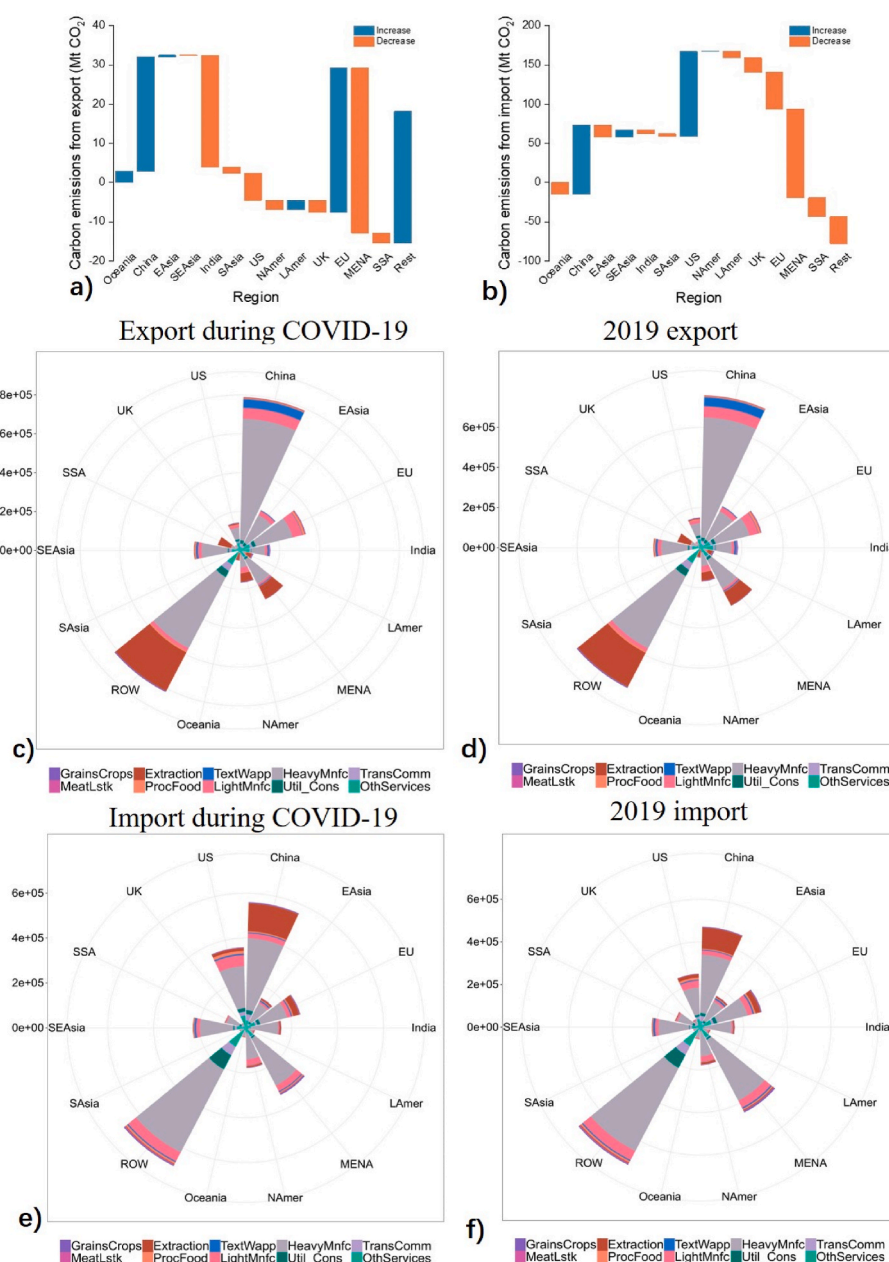 Carbon emissions from export (Mt CO2)
40
30
20
10
0
-10
-20
Increase
Decrease
Oceania
China
EAsia
SEAsia
India
SAsia
US
NAmer
LAmer
UK
EU
MENA
SSA
Rest
Region
a)
Carbon emissions from import (Mt CO2)
200
150
100
50
0
-50
-100
Increase
Decrease
Oceania
China
EAsia
SEAsia
India
SAsia
US
NAmer
LAmer
UK
EU
MENA
SSA
Rest
Region
b)
Export during COVID-19
8e+05
6e+05
4e+05
2e+05
0e+00
US
China
UK
EAsia
SSA
EU
SEAsia
India
SAsia
LAmer
ROW
MENA
Oceania
NAmer
c)
GrainsCrops Extraction TextWapp HeavyMnfc TransComm
MeatLstk ProcFood LightMnfc Util_Cons OthServices
2019 export
6e+05
4e+05
2e+05
0e+00
US
China
UK
EAsia
SSA
EU
SEAsia
India
SAsia
LAmer
ROW
MENA
Oceania
NAmer
d)
GrainsCrops Extraction TextWapp HeavyMnfc TransComm
MeatLstk ProcFood LightMnfc Util_Cons OthServices
Import during COVID-19
6e+05
4e+05
2e+05
0e+00
US
China
UK
EAsia
SSA
EU
SEAsia
India
SAsia
LAmer
ROW
MENA
Oceania
NAmer
e)
GrainsCrops Extraction TextWapp HeavyMnfc TransComm
MeatLstk ProcFood LightMnfc Util_Cons OthServices
2019 import
6e+05
4e+05
2e+05
0e+00
US
China
UK
EAsia
SSA
EU
SEAsia
India
SAsia
LAmer
ROW
MENA
Oceania
NAmer
f)
GrainsCrops Extraction TextWapp HeavyMnfc TransComm
MeatLstk ProcFood LightMnfc Util_Cons OthServices